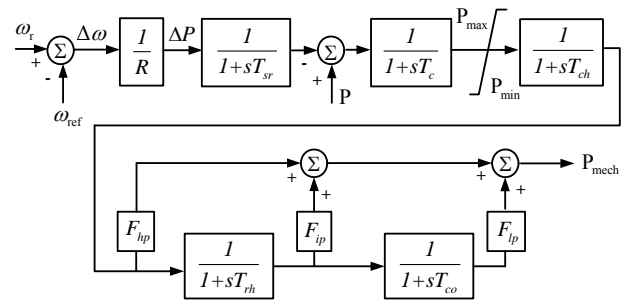 ω_r + Σ Δω 1/R ΔP 1/(1+sT_sr) - Σ 1/(1+sT_c) P_max P_min 1/(1+sT_ch)
- + P
ω_ref
+ Σ + + Σ + P_mech
F_hp F_ip F_lp
1/(1+sT_rh) 1/(1+sT_co)